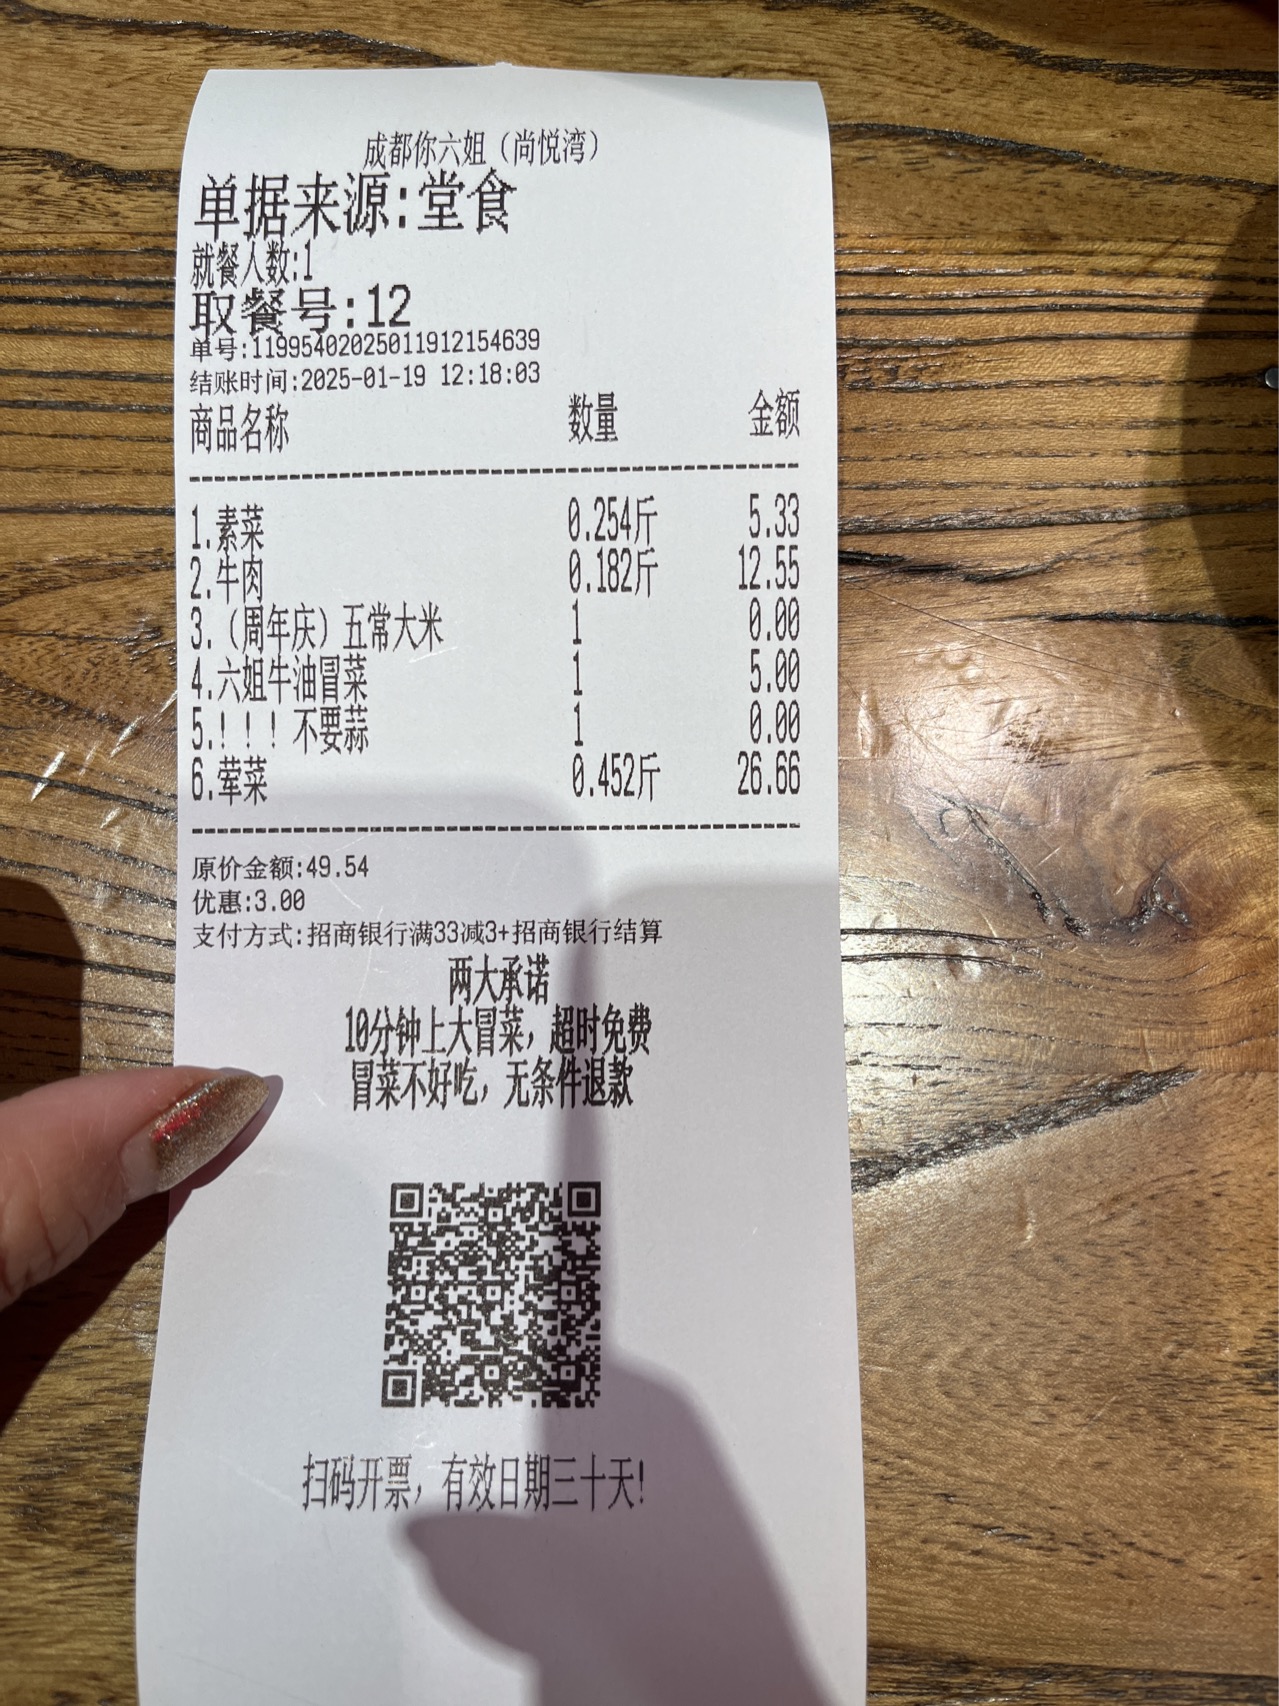 成都你六姐（尚悦湾）
单据来源:堂食
就餐人数:1
取餐号:12
单号:11995402025011912154639
结账时间:2025-01-19 12:18:03
商品名称 数量 金额
1.素菜 0.254斤 5.33
2.牛肉 0.182斤 12.55
3.（周年庆）五常大米 1 0.00
4.六姐牛油冒菜 1 5.00
5.！！！不要蒜 1 0.00
6.荤菜 0.452斤 26.66
原价金额:49.54
优惠:3.00
支付方式:招商银行满33减3+招商银行结算
两大承诺
10分钟上大冒菜，超时免费
冒菜不好吃，无条件退款
扫码开票，有效日期三十天！